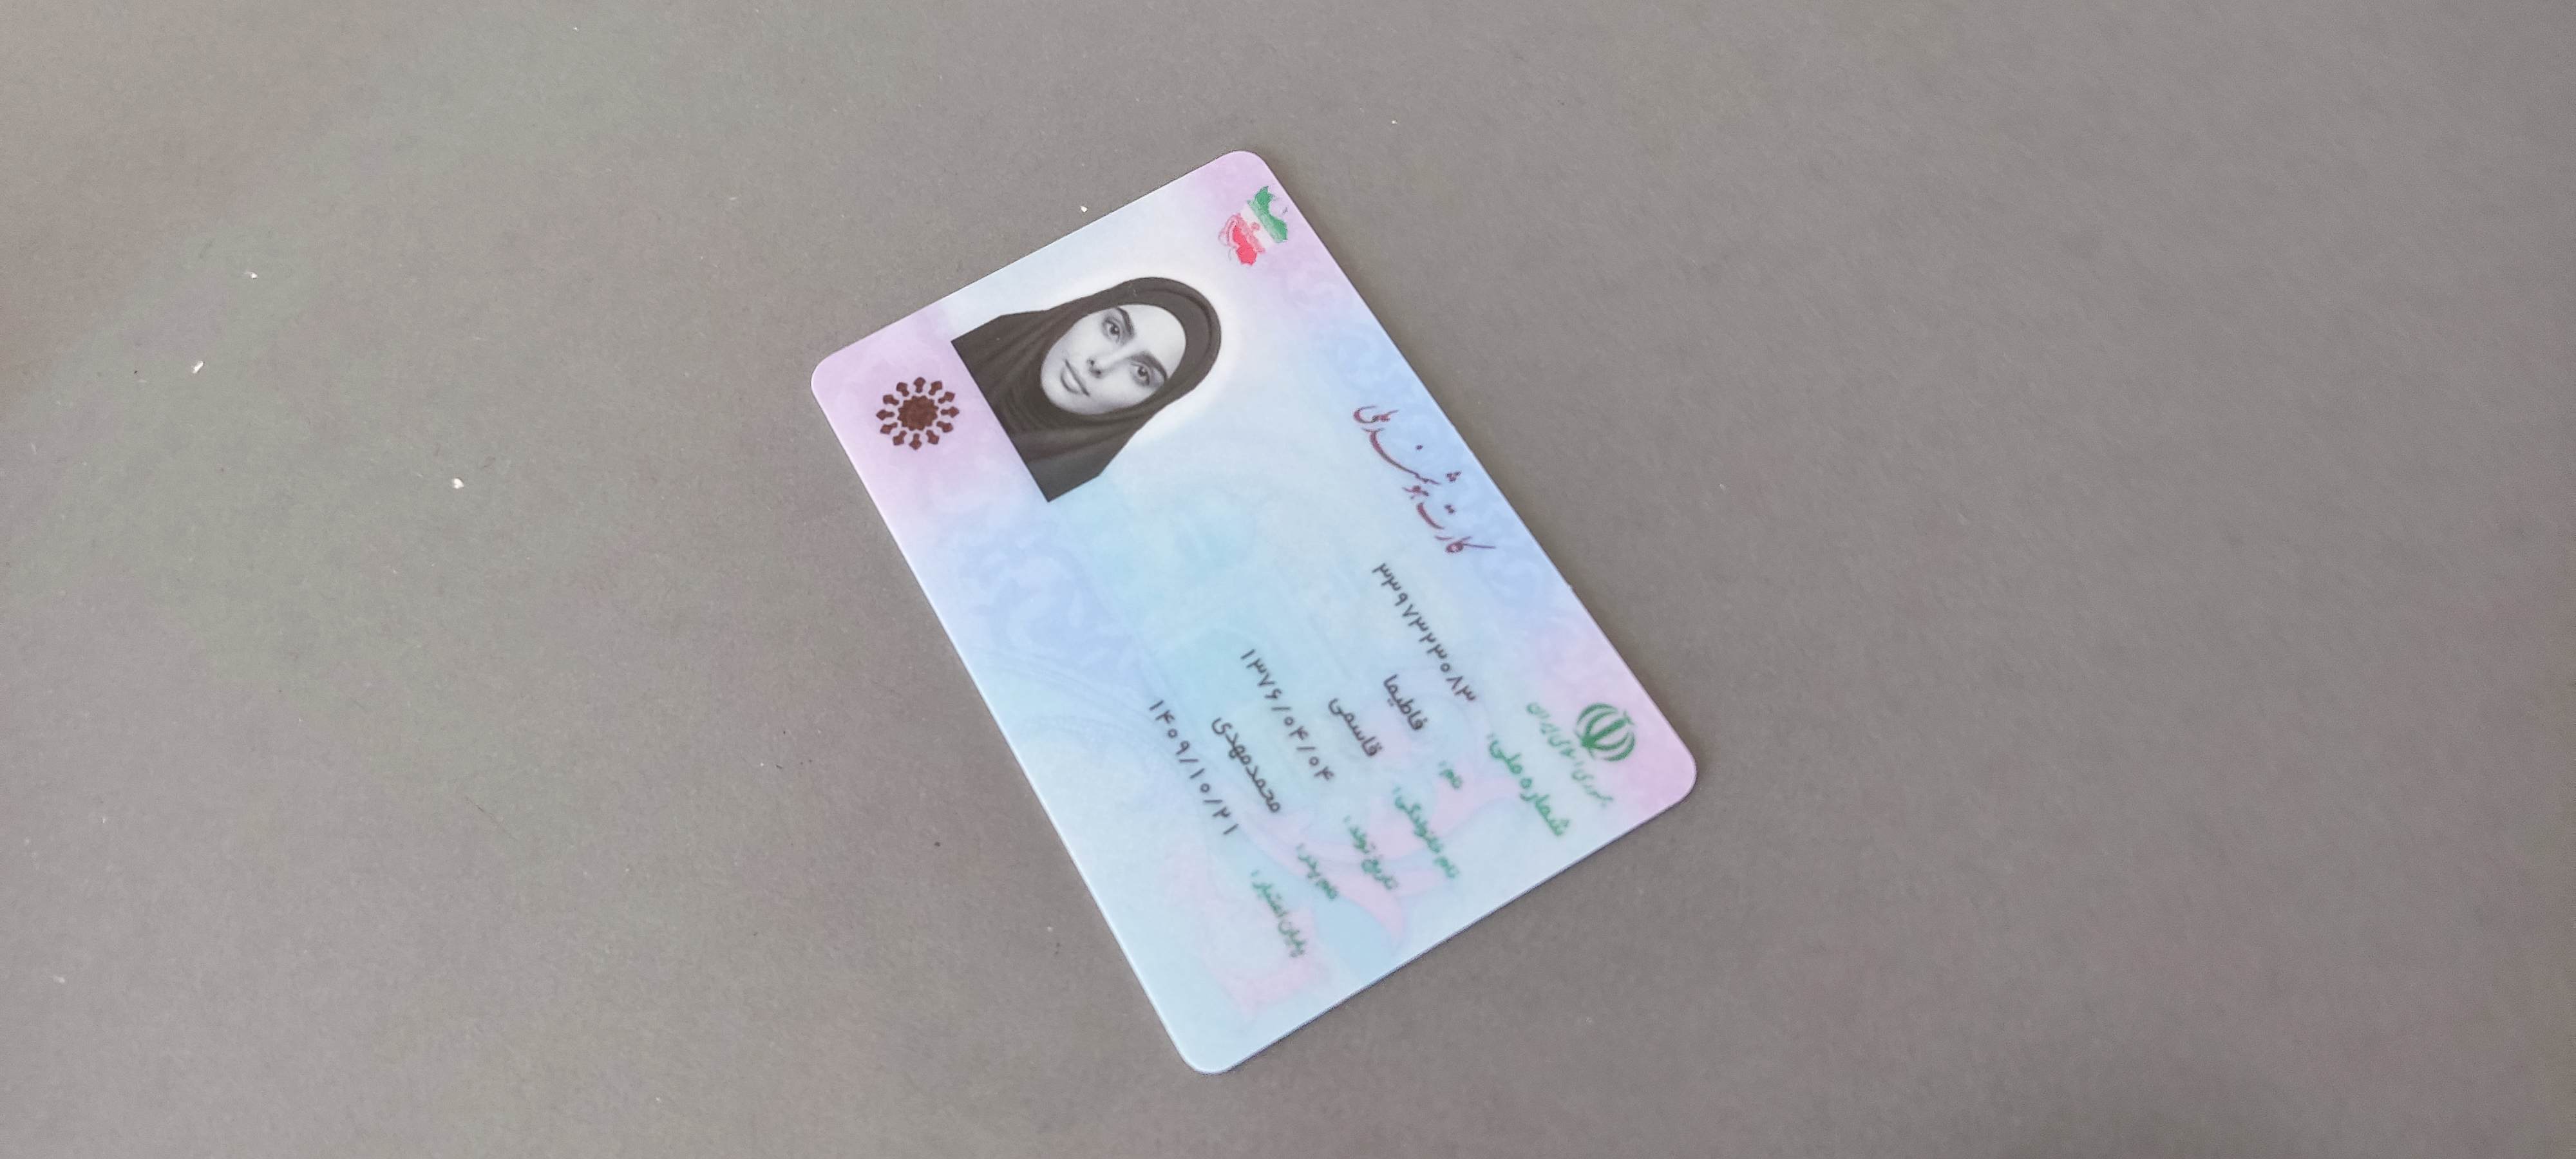 کارت هوشمند ملی
جمهوری اسلامی ایران
شماره ملی: ۳۳۹۷۳۲۳۰۸۳
نام: فاطیما
نام خانوادگی: قاسمی
تاریخ تولد: ۱۳۷۶/۰۴/۰۴
نام پدر: محمدمهدی
پایان اعتبار: ۱۴۰۹/۱۰/۲۱